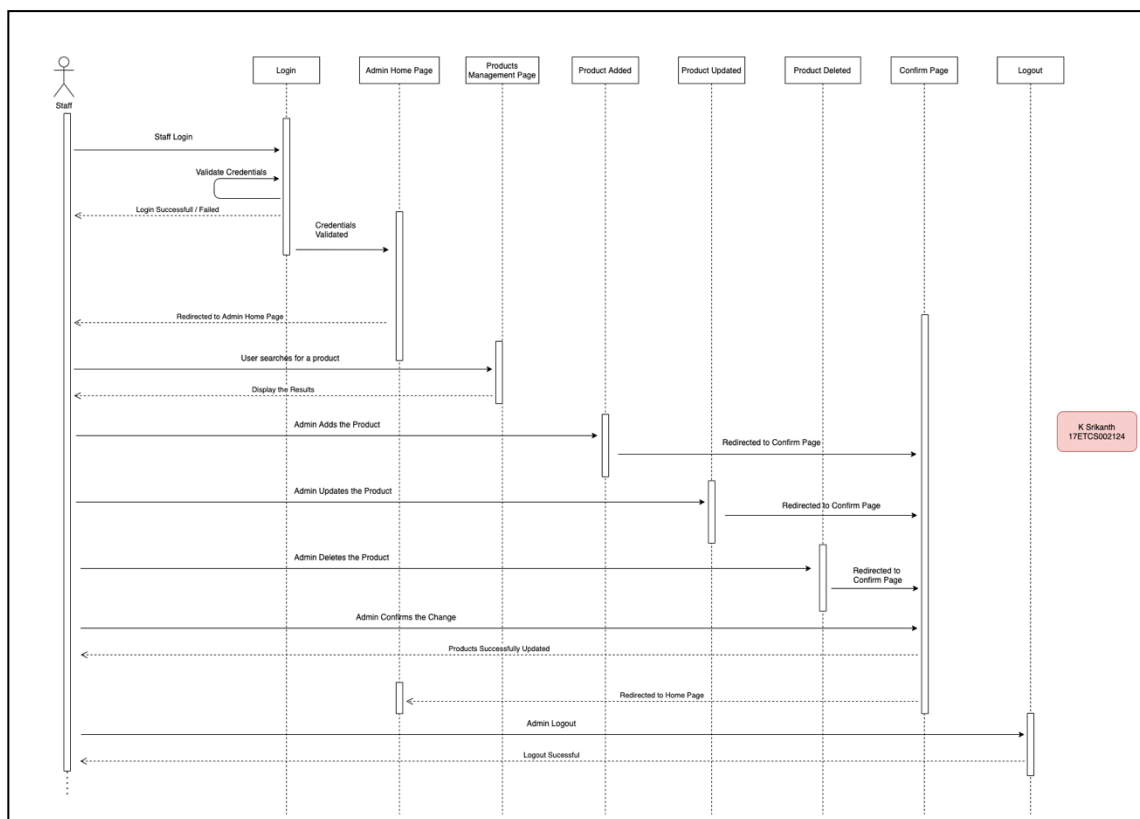 Login
Admin Home Page
Products
Management Page
Product Added
Product Updated
Product Deleted
Confirm Page
Logout
Staff
Staff Login
Validate Credentials
Login Successfull / Failed
Credentials
Validated
Redirected to Admin Home Page
User searches for a product
Display the Results
Admin Adds the Product
Redirected to Confirm Page
K Srikanth
17ETCS002124
Admin Updates the Product
Redirected to Confirm Page
Admin Deletes the Product
Redirected to
Confirm Page
Admin Confirms the Change
Products Successfully Updated
Redirected to Home Page
Admin Logout
Logout Sucessful